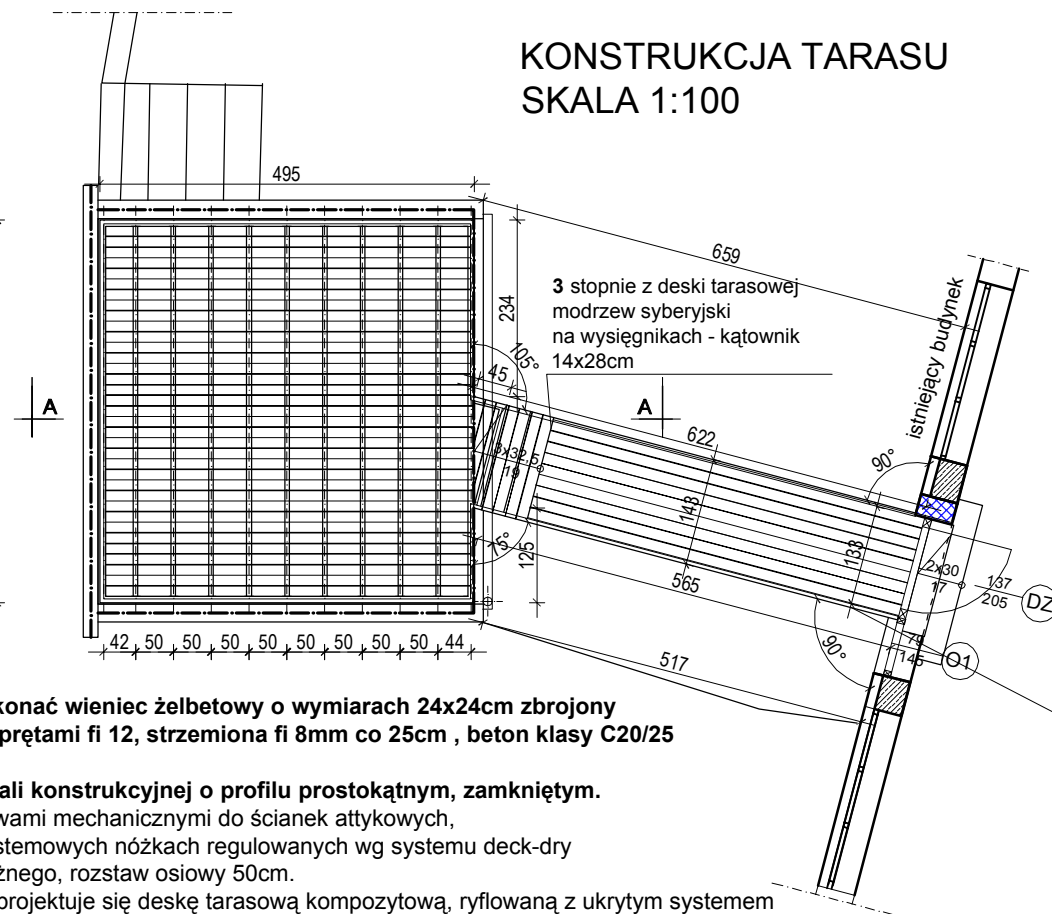 KONSTRUKCJA TARASU
SKALA 1:100
495
659
3 stopnie z deski tarasowej
modrzew syberyjski
na wysięgnikach - kątownik
14x28cm
234
105°
45
A
A
istniejący budynek
622
90°
3x32,5
19
148
133
75°
125
565
2x30
17
137
205
DZ
79
145
O1
90°
517
42 50 50 50 50 50 50 50 50 44
konać wieniec żelbetowy o wymiarach 24x24cm zbrojony
prętami fi 12, strzemiona fi 8mm co 25cm , beton klasy C20/25
ali konstrukcyjnej o profilu prostokątnym, zamkniętym.
wami mechanicznymi do ścianek attykowych,
stemowych nóżkach regulowanych wg systemu deck-dry
żnego, rozstaw osiowy 50cm.
projektuje się deskę tarasową kompozytową, ryflowaną z ukrytym systemem